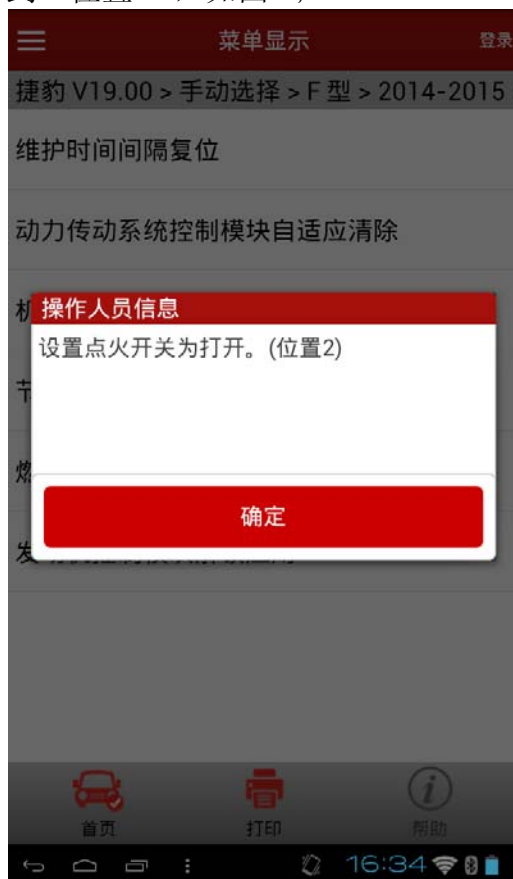 菜单显示
登录
捷豹 V19.00 > 手动选择 > F 型 > 2014-2015
维护时间间隔复位
动力传动系统控制模块自适应清除
操作人员信息
设置点火开关为打开。(位置2)
节
燃
确定
发
首页
打印
帮助
16:34